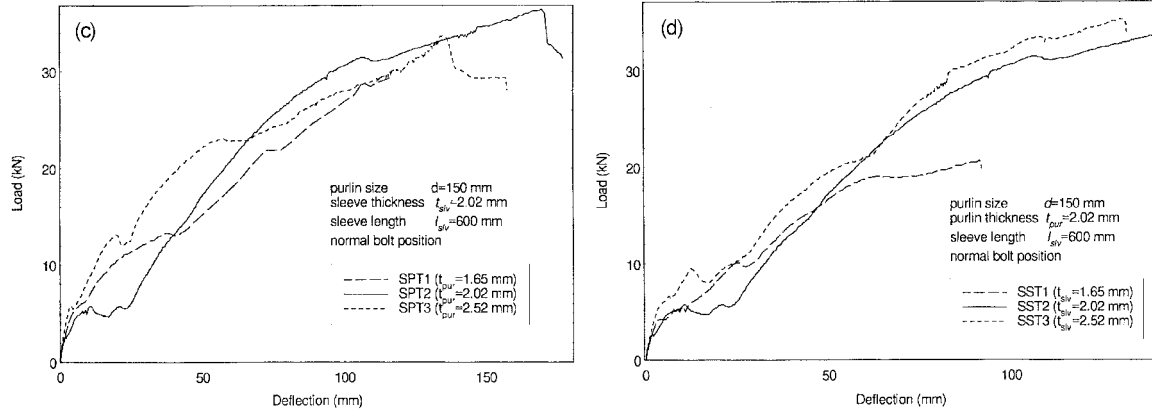 (c)
30
20
10
0
Load (kN)
purlin size d=150 mm
sleeve thickness t_slv=2.02 mm
sleeve length l_slv=600 mm
normal bolt position
SPT1 (t_pur=1.65 mm)
SPT2 (t_pur=2.02 mm)
SPT3 (t_pur=2.52 mm)
0 50 100 150
Deflection (mm)
(d)
30
20
10
0
Load (kN)
purlin size d=150 mm
purlin thickness t_pur=2.02 mm
sleeve length l_slv=600 mm
normal bolt position
SST1 (t_slv=1.65 mm)
SST2 (t_slv=2.02 mm)
SST3 (t_slv=2.52 mm)
0 50 100
Deflection (mm)